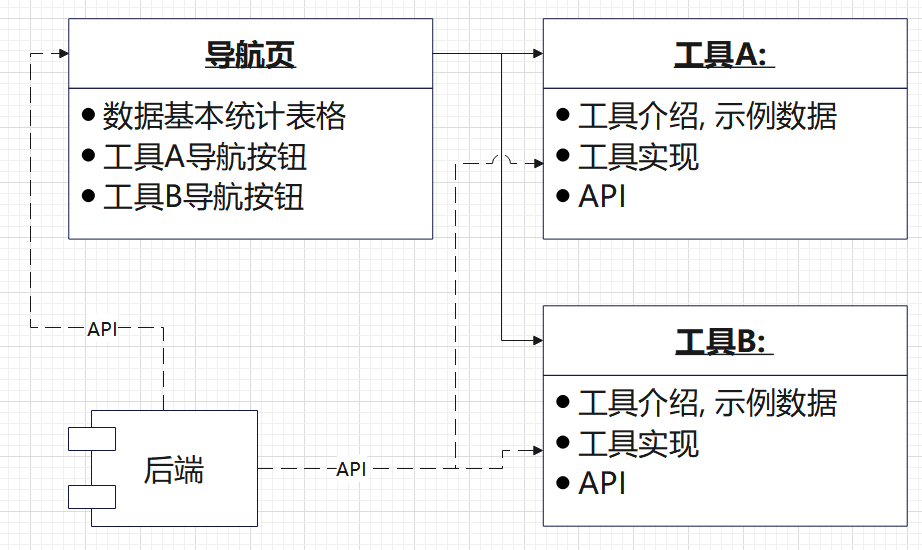 导航页
● 数据基本统计表格
● 工具A导航按钮
● 工具B导航按钮
工具A:
● 工具介绍, 示例数据
● 工具实现
● API
API
工具B:
● 工具介绍, 示例数据
● 工具实现
● API
后端
API